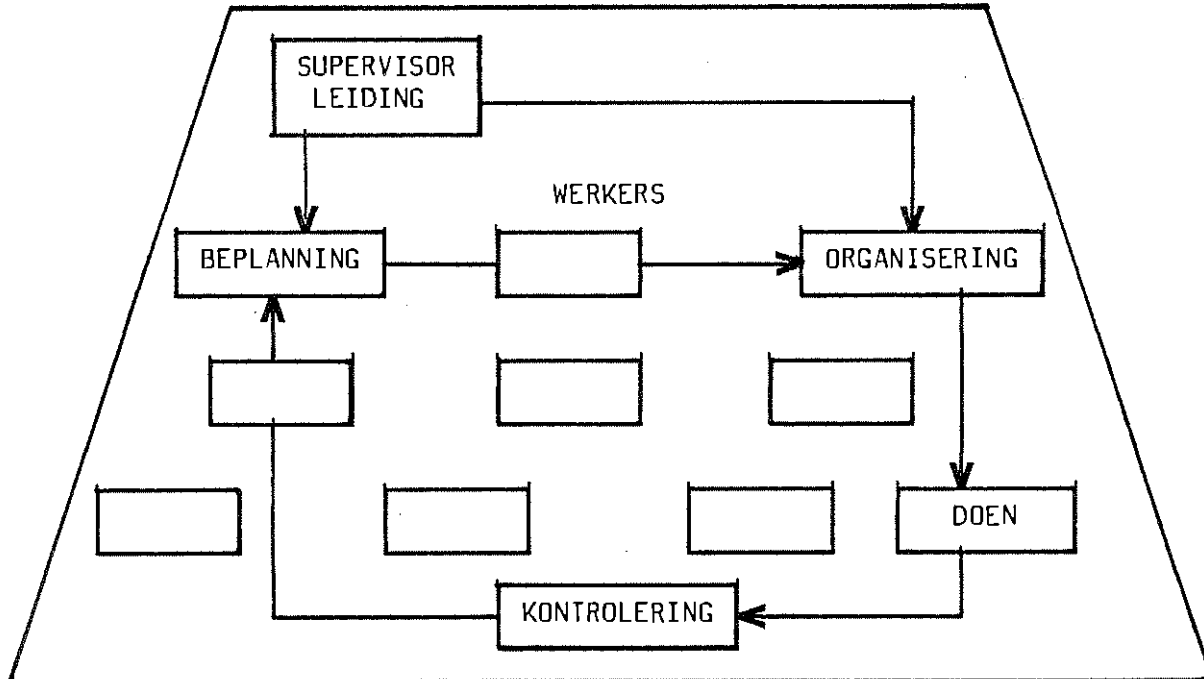 SUPERVISOR
LEIDING
WERKERS
BEPLANNING
ORGANISERING
DOEN
KONTROLERING